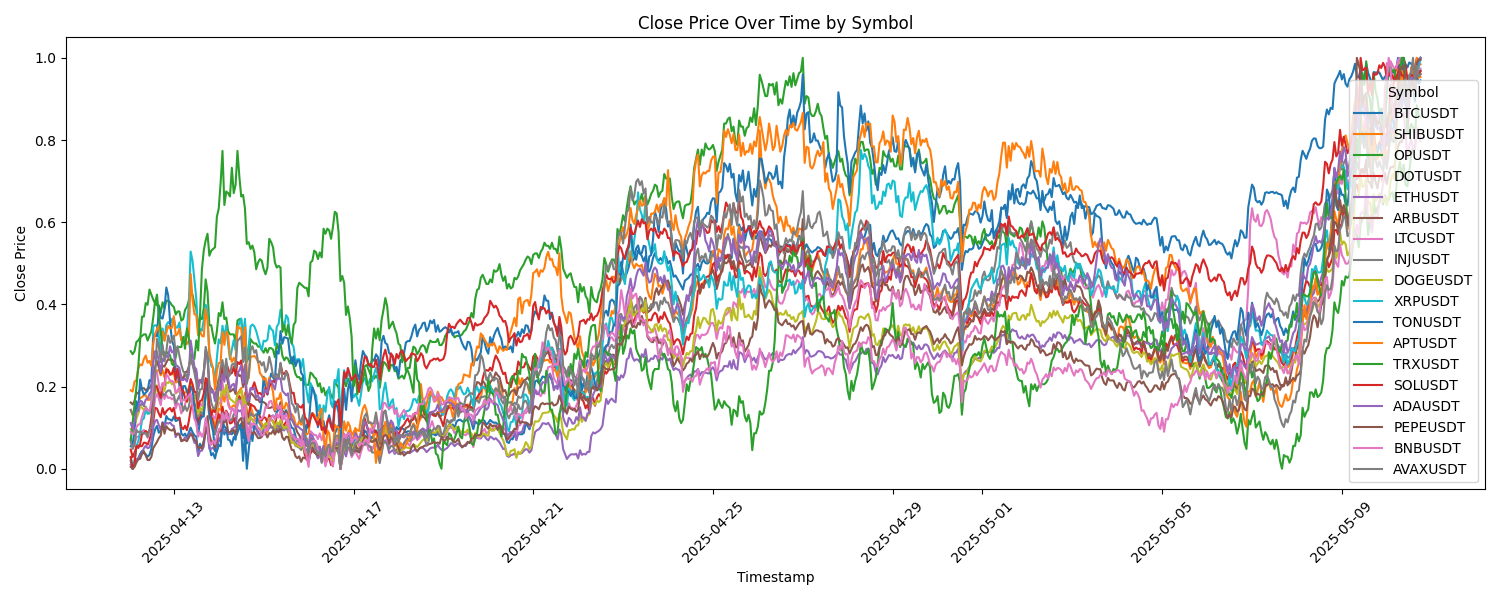 Close Price Over Time by Symbol
Close Price
1.0
0.8
0.6
0.4
0.2
0.0
2025-04-13
2025-04-17
2025-04-21
2025-04-25
2025-04-29
2025-05-01
2025-05-05
2025-05-09
Timestamp
Symbol
BTCUSDT
SHIBUSDT
OPUSDT
DOTUSDT
ETHUSDT
ARBUSDT
LTCUSDT
INJUSDT
DOGEUSDT
XRPUSDT
TONUSDT
APTUSDT
TRXUSDT
SOLUSDT
ADAUSDT
PEPEUSDT
BNBUSDT
AVAXUSDT